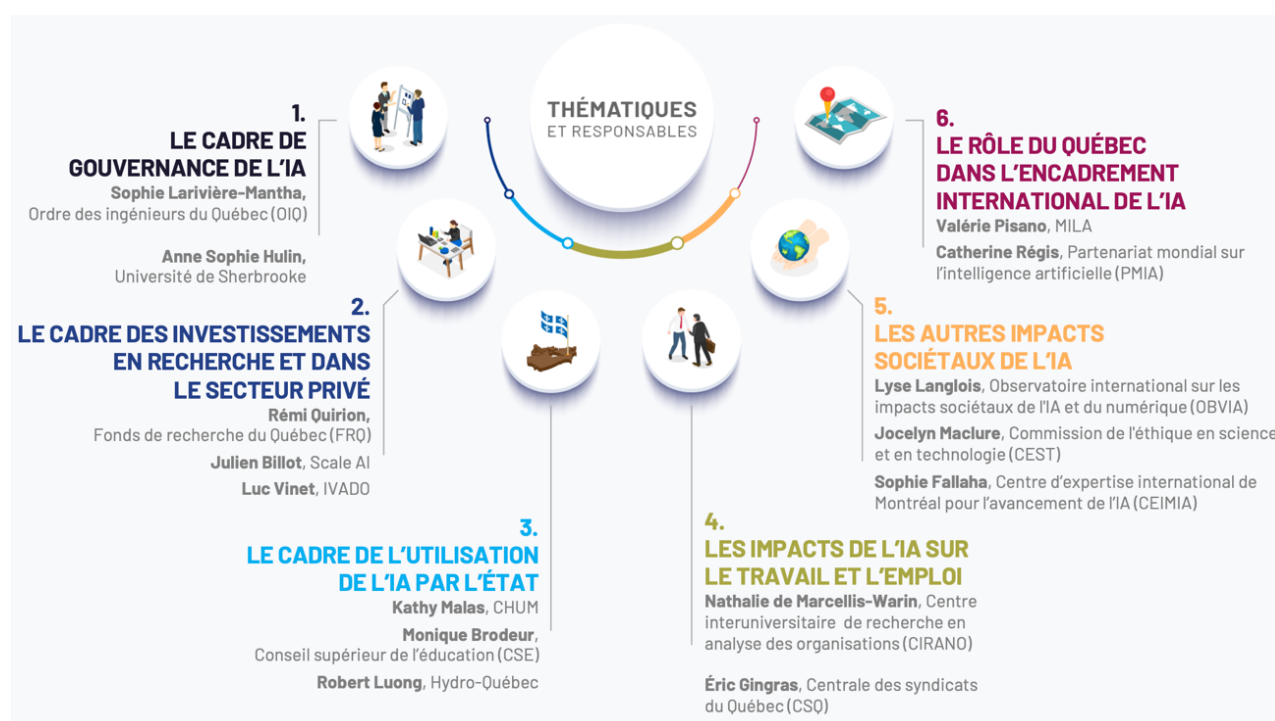 THÉMATIQUES
ET RESPONSABLES
1.
LE CADRE DE
GOUVERNANCE DE L'IA
Sophie Larivière-Mantha,
Ordre des ingénieurs du Québec (OIQ)
Anne Sophie Hulin,
Université de Sherbrooke
2.
LE CADRE DES INVESTISSEMENTS
EN RECHERCHE ET DANS
LE SECTEUR PRIVÉ
Rémi Quirion,
Fonds de recherche du Québec (FRQ)
Julien Billot, Scale AI
Luc Vinet, IVADO
3.
LE CADRE DE L'UTILISATION
DE L'IA PAR L'ÉTAT
Kathy Malas, CHUM
Monique Brodeur,
Conseil supérieur de l'éducation (CSE)
Robert Luong, Hydro-Québec
4.
LES IMPACTS DE L'IA SUR
LE TRAVAIL ET L'EMPLOI
Nathalie de Marcellis-Warin, Centre
interuniversitaire de recherche en
analyse des organisations (CIRANO)
Éric Gingras, Centrale des syndicats
du Québec (CSQ)
5.
LES AUTRES IMPACTS
SOCIÉTAUX DE L'IA
Lyse Langlois, Observatoire international sur les
impacts sociétaux de l'IA et du numérique (OBVIA)
Jocelyn Maclure, Commission de l'éthique en science
et en technologie (CEST)
Sophie Fallaha, Centre d'expertise international de
Montréal pour l'avancement de l'IA (CEIMIA)
6.
LE RÔLE DU QUÉBEC
DANS L'ENCADREMENT
INTERNATIONAL DE L'IA
Valérie Pisano, MILA
Catherine Régis, Partenariat mondial sur
l'intelligence artificielle (PMIA)